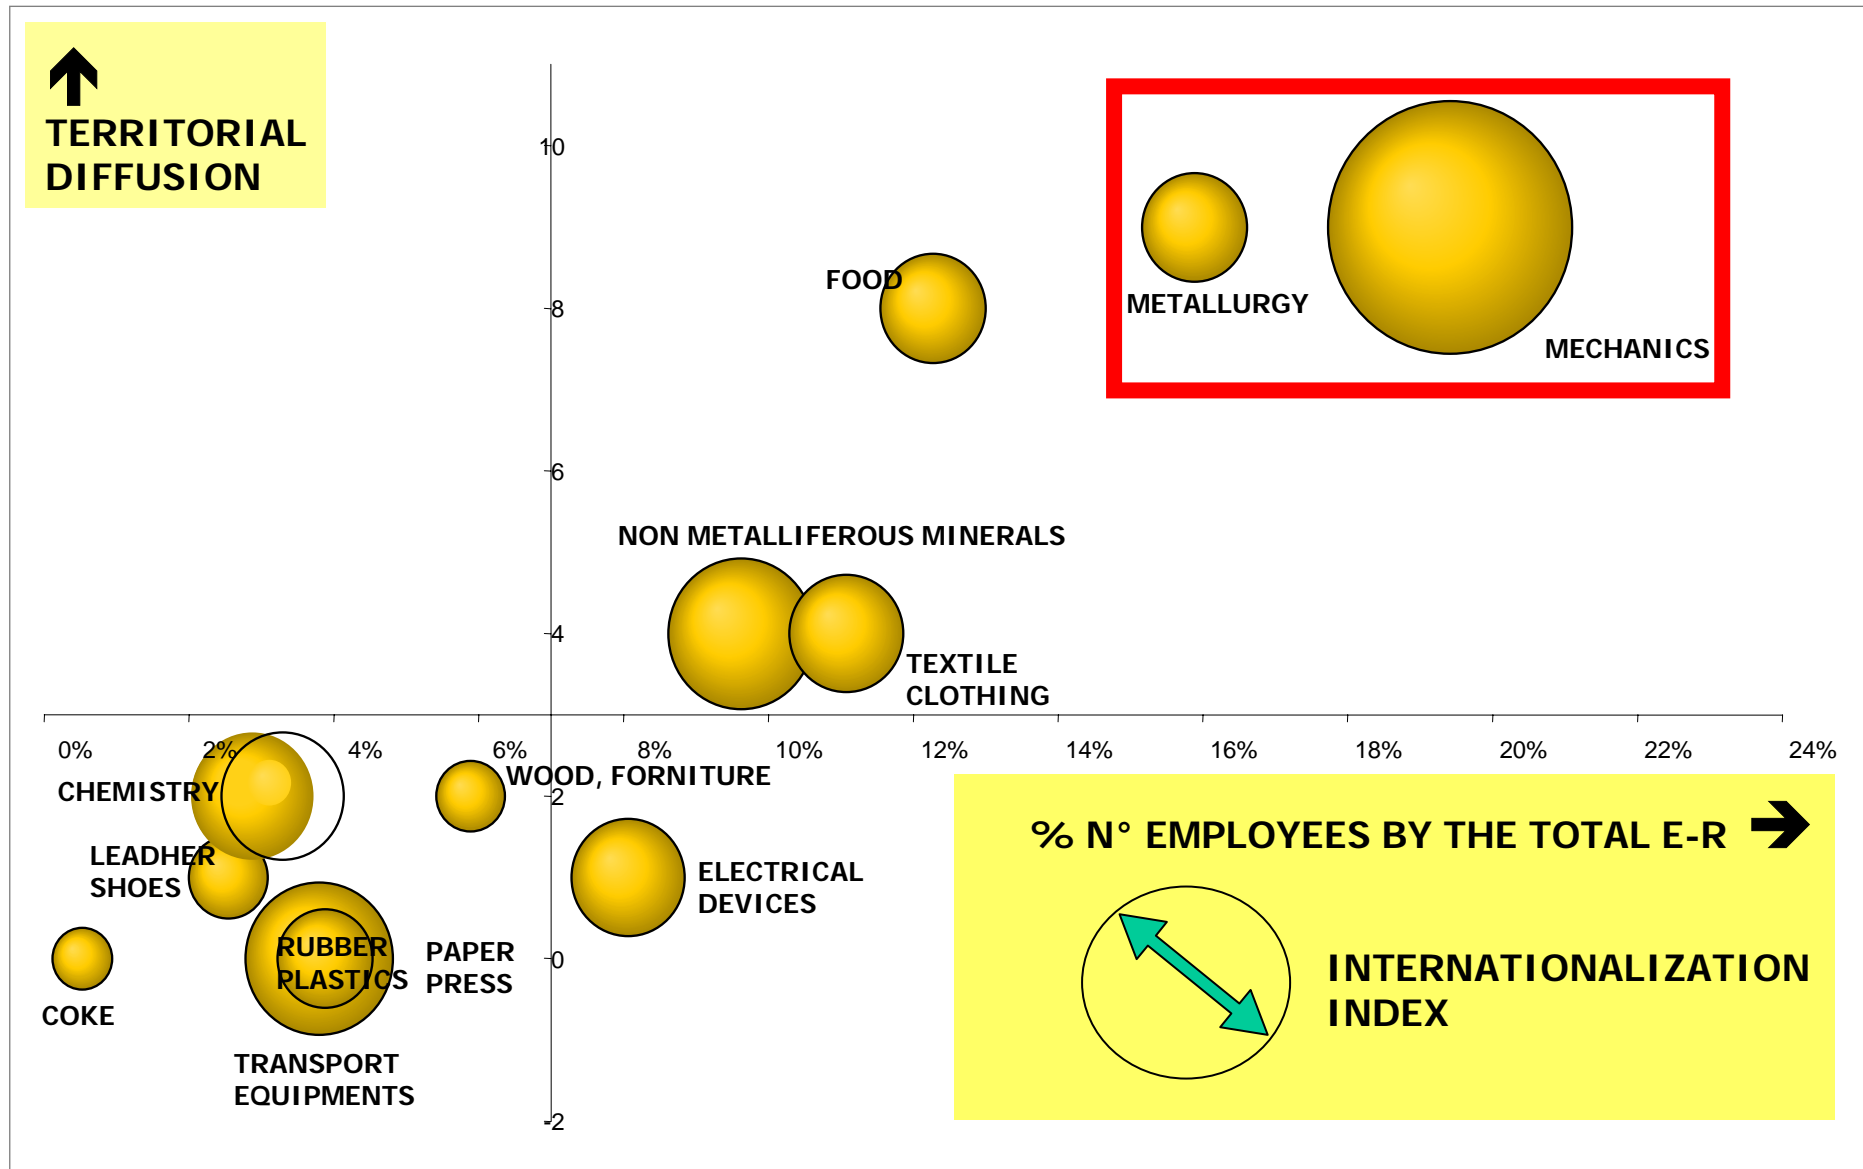 TERRITORIAL
DIFFUSION
10
8
6
4
2
0
-2
FOOD
METALLURGY
MECHANICS
NON METALLIFEROUS MINERALS
TEXTILE
CLOTHING
0% 2% 4% 6% 8% 10% 12% 14% 16% 18% 20% 22% 24%
CHEMISTRY
WOOD, FORNITURE
LEADHER
SHOES
ELECTRICAL
DEVICES
RUBBER
PLASTICS
PAPER
PRESS
COKE
TRANSPORT
EQUIPMENTS
% N° EMPLOYEES BY THE TOTAL E-R
INTERNATIONALIZATION
INDEX